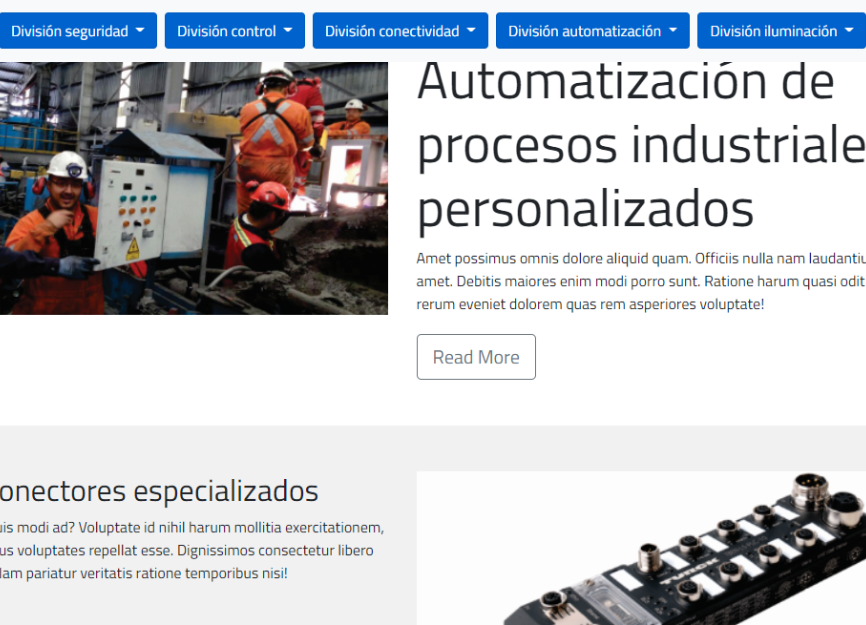 División seguridad
División control
División conectividad
División automatización
División iluminación
Automatización de
procesos industriale
personalizados
Amet possimus omnis dolore aliquid quam. Officiis nulla nam laudantiu
amet. Debitis maiores enim modi porro sunt. Ratione harum quasi odit
rerum eveniet dolorem quas rem asperiores voluptate!
Read More
onectores especializados
uis modi ad? Voluptate id nihil harum mollitia exercitationem,
us voluptates repellat esse. Dignissimos consectetur libero
lam pariatur veritatis ratione temporibus nisi!